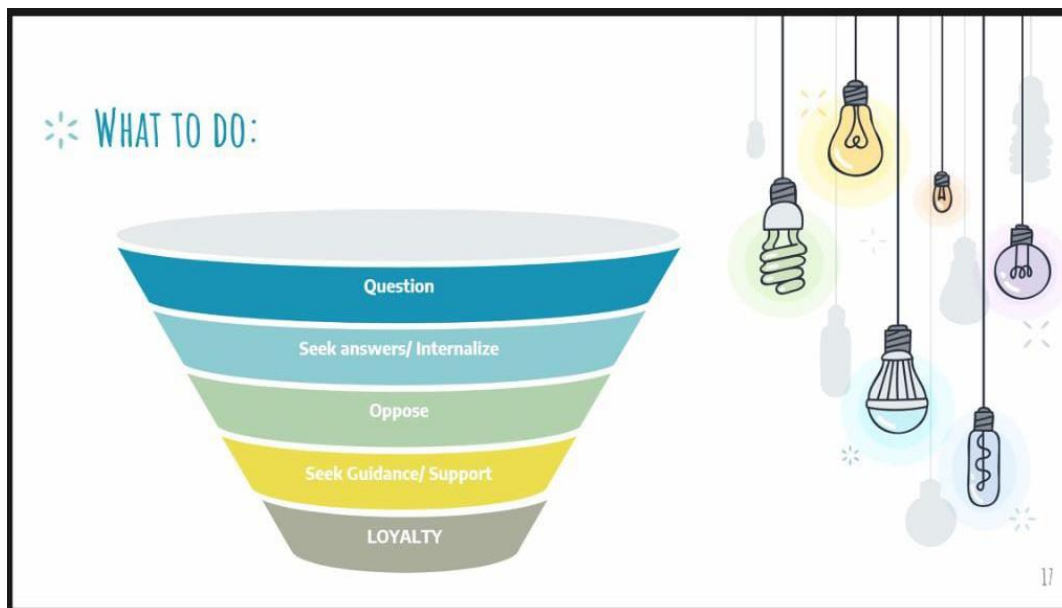 WHAT TO DO:
Question
Seek answers/ Internalize
Oppose
Seek Guidance/ Support
LOYALTY
17